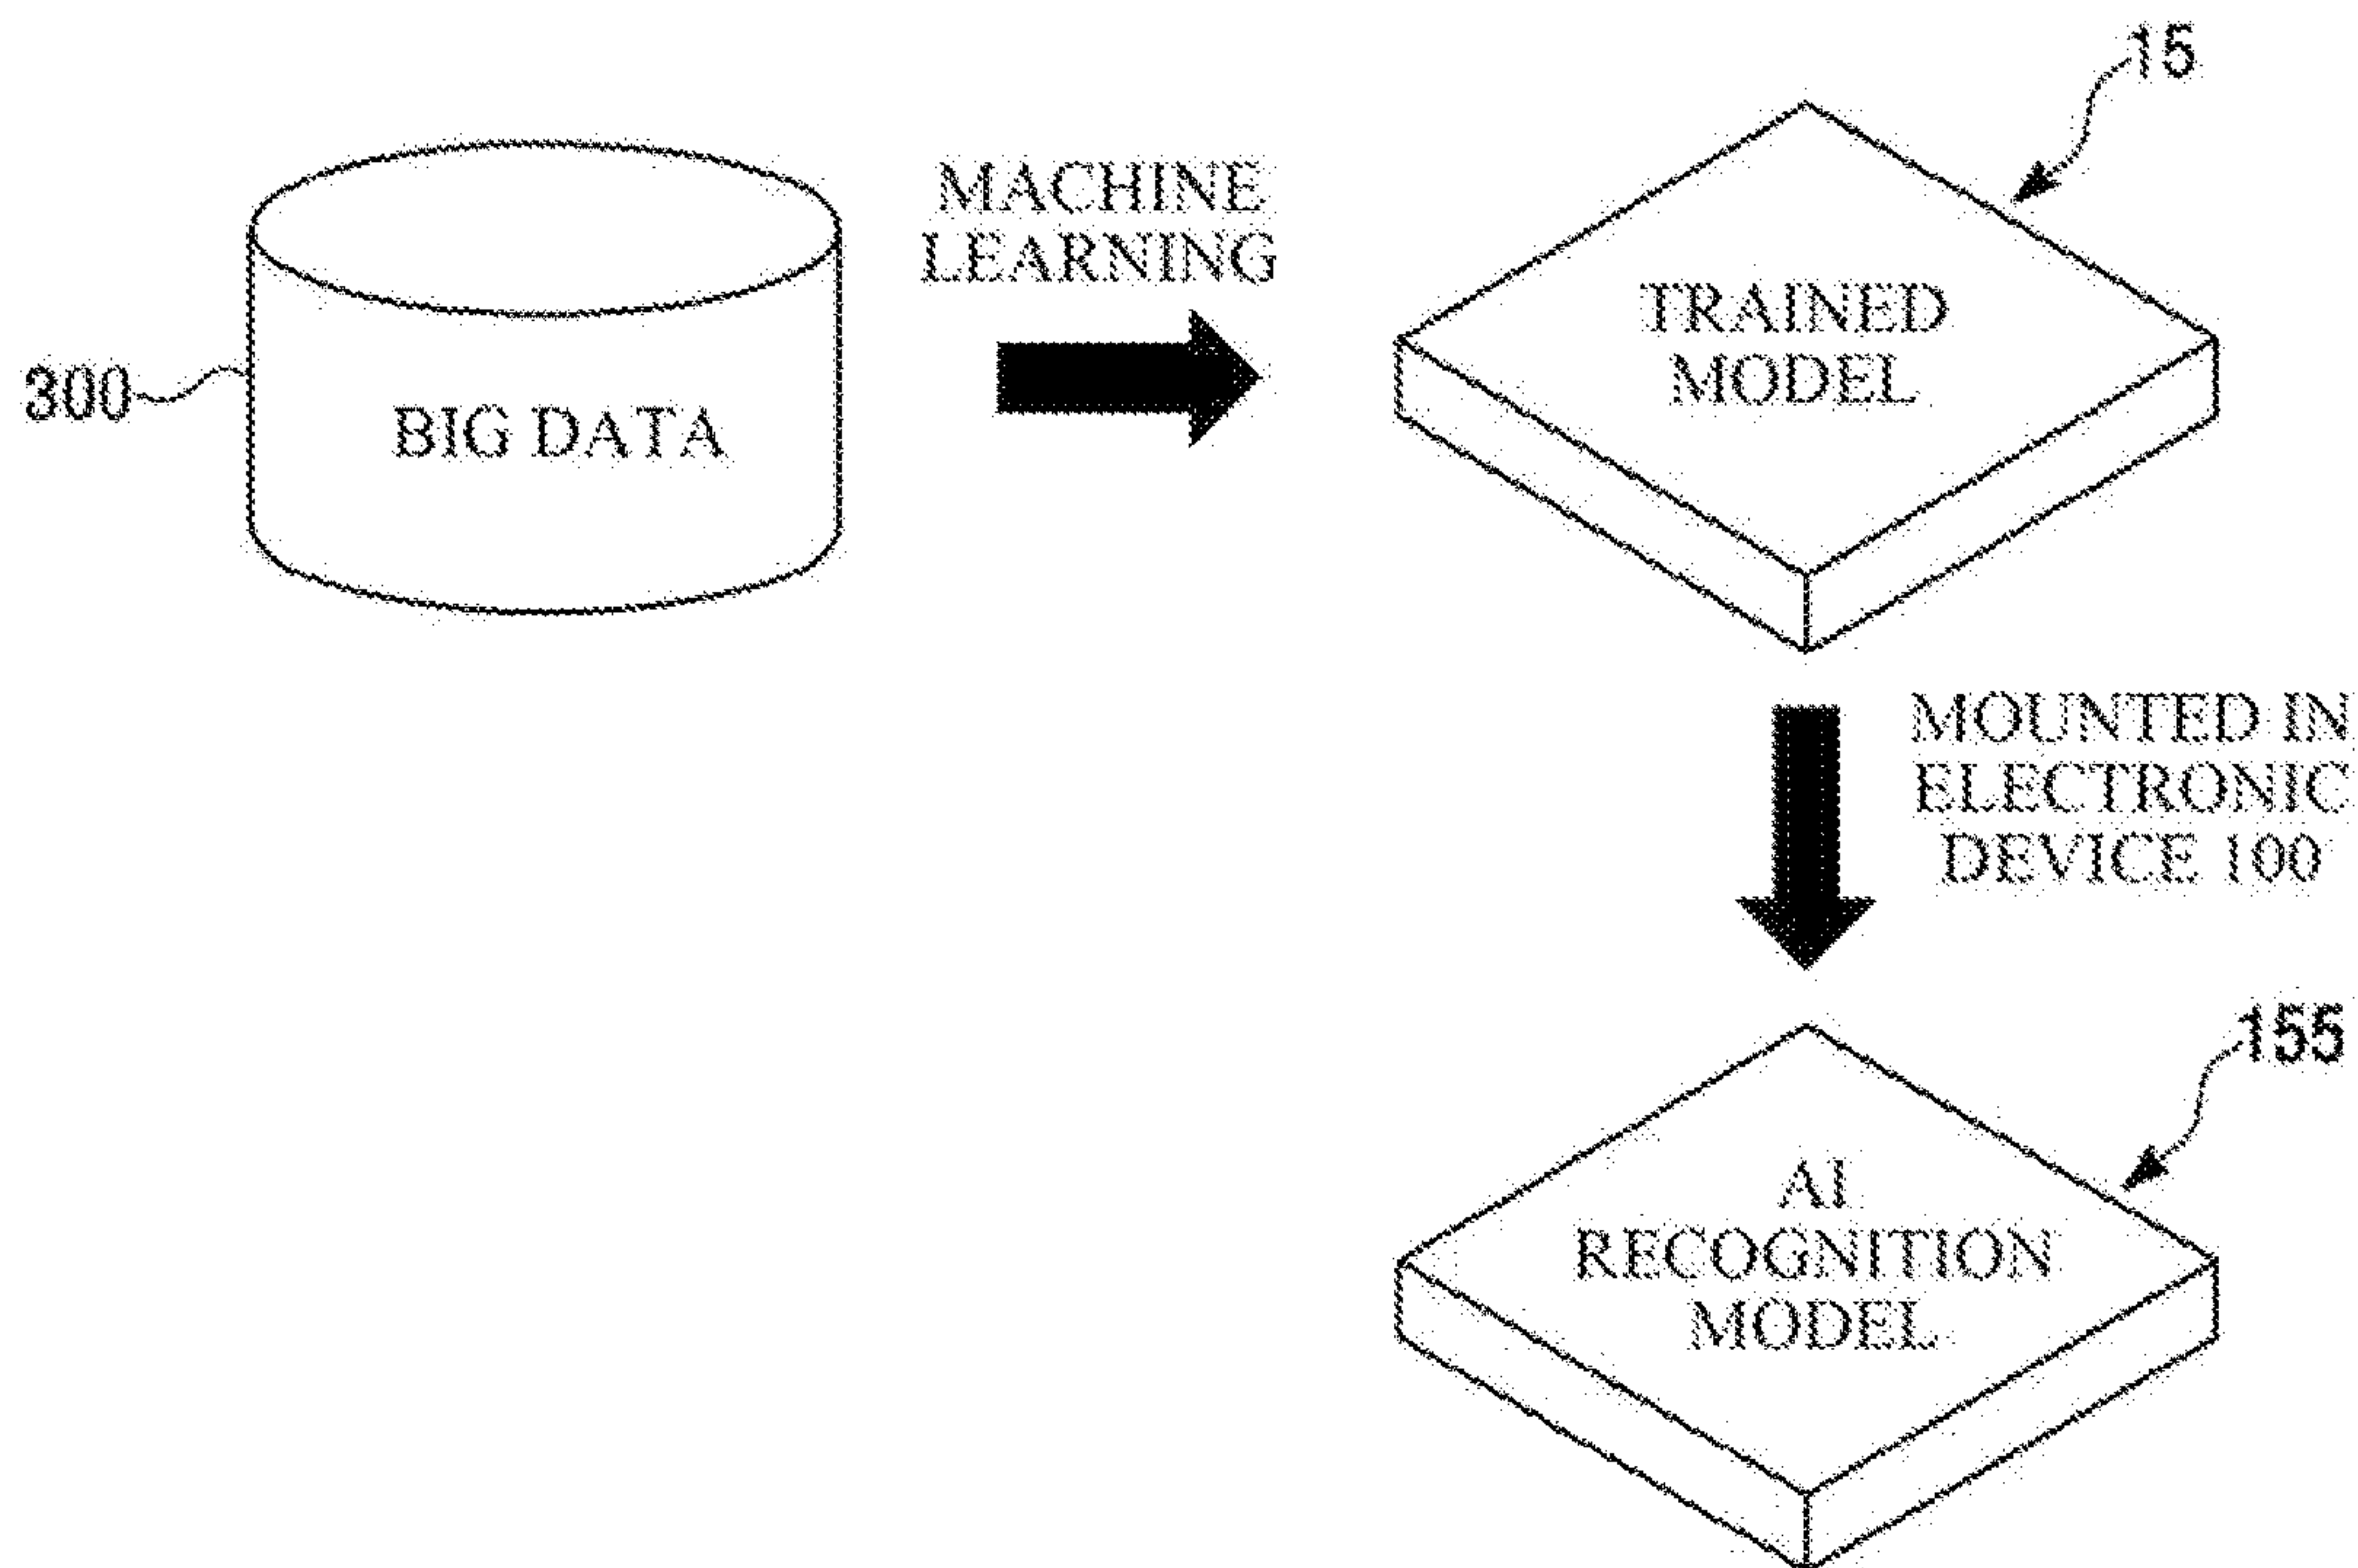 15
MACHINE
LEARNING
TRAINED
MODEL
300
BIG DATA
MOUNTED IN
ELECTRONIC
DEVICE 100
155
AI
RECOGNITION
MODEL